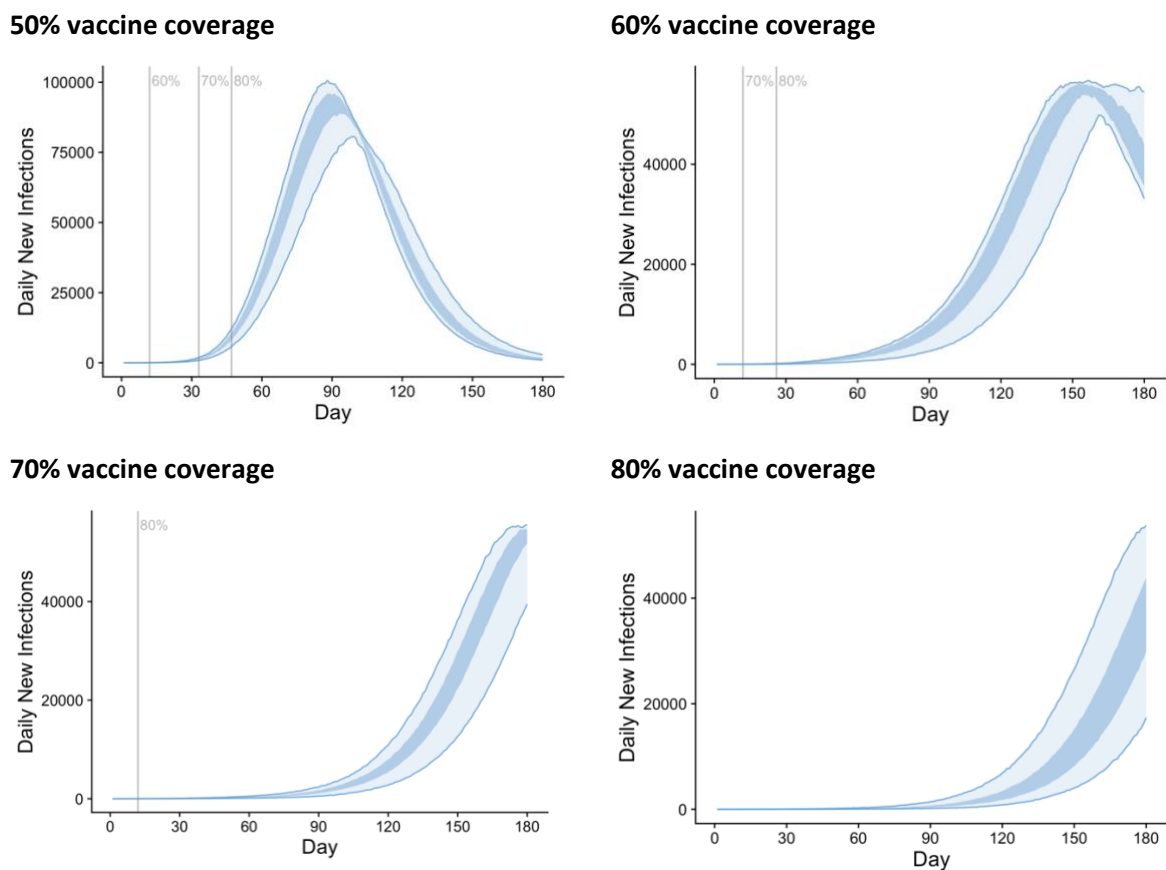 50% vaccine coverage
60% 70% 80%
100000
75000
50000
25000
0
Daily New Infections
0 30 60 90 120 150 180
Day
60% vaccine coverage
70% 80%
40000
20000
0
Daily New Infections
0 30 60 90 120 150 180
Day
70% vaccine coverage
80%
40000
20000
0
Daily New Infections
0 30 60 90 120 150 180
Day
80% vaccine coverage
40000
20000
0
Daily New Infections
0 30 60 90 120 150 180
Day